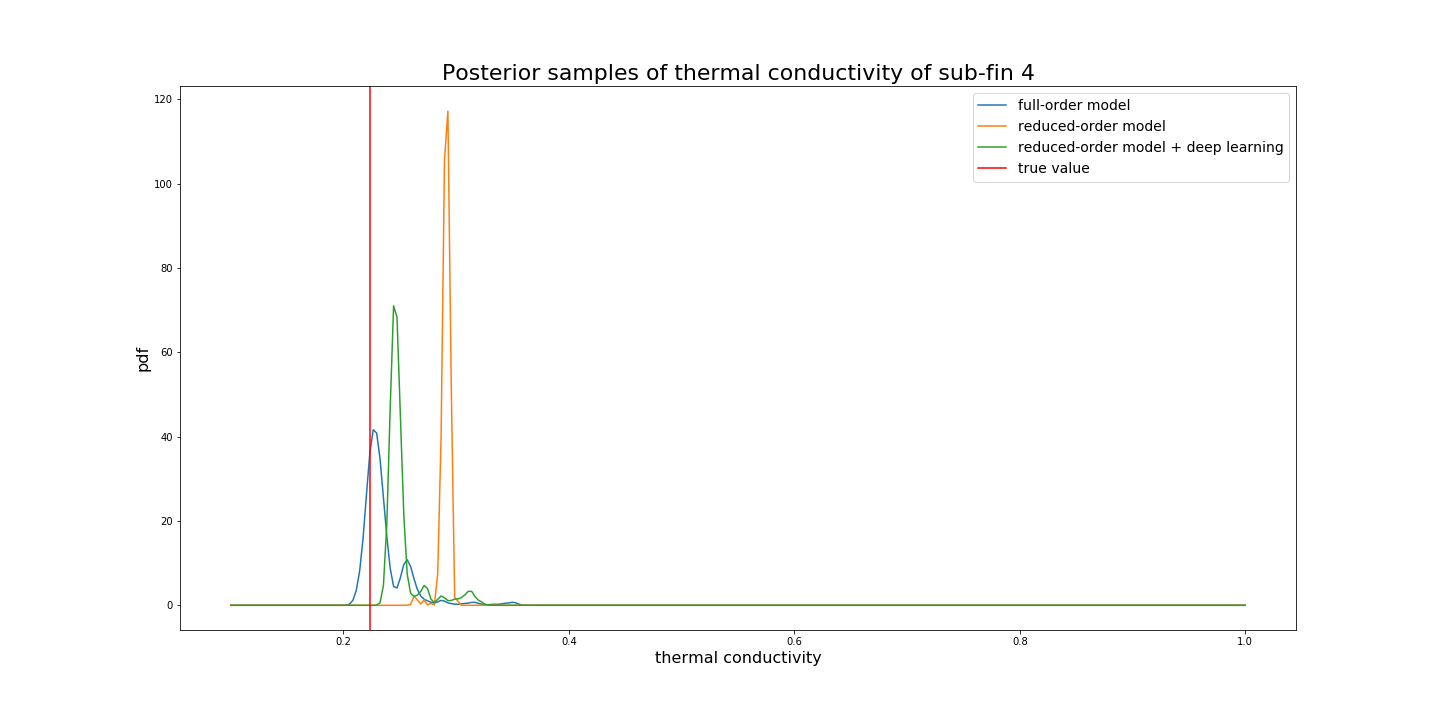 Posterior samples of thermal conductivity of sub-fin 4
full-order model
reduced-order model
reduced-order model + deep learning
true value
120
100
80
60
40
20
0
pdf
0.2 0.4 0.6 0.8 1.0
thermal conductivity